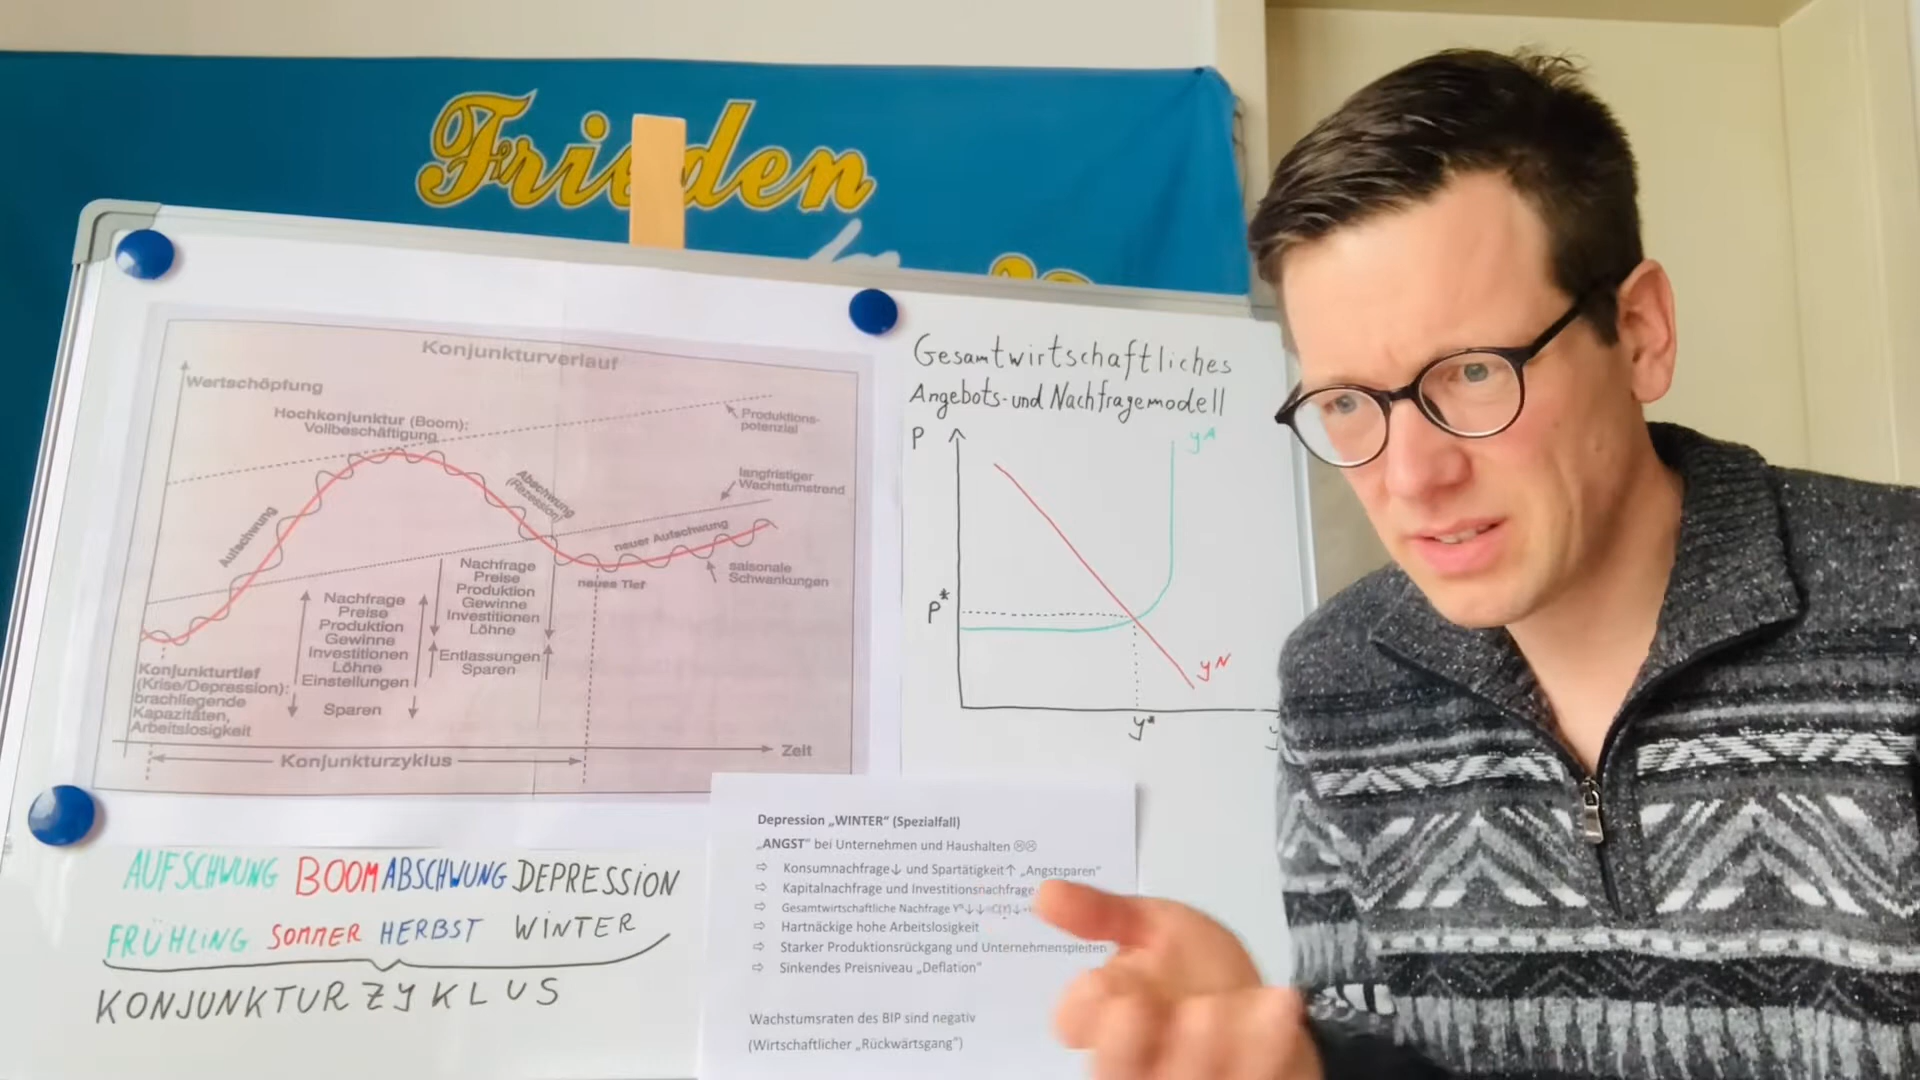 Frieden
Konjunkturverlauf
Wertschöpfung
Hochkonjunktur (Boom):
Vollbeschäftigung
Produktions-
potenzial
langfristiger
Wachstumstrend
Aufschwung
Abschwung
(Rezession)
neuer Aufschwung
neues Tief
saisonale
Schwankungen
Nachfrage
Preise
Produktion
Gewinne
Investitionen
Löhne
Einstellungen
Sparen
Nachfrage
Preise
Produktion
Gewinne
Investitionen
Löhne
Entlassungen
Sparen
Konjunkturtief
(Krise/Depression):
brachliegende
Kapazitäten,
Arbeitslosigkeit
Zeit
Konjunkturzyklus
Gesamtwirtschaftliches
Angebots- und Nachfragemodell
P
yA
P*
yN
y*
y
AUFSCHWUNG BOOM ABSCHWUNG DEPRESSION
FRÜHLING SOMMER HERBST WINTER
KONJUNKTURZYKLUS
Depression „WINTER“ (Spezialfall)
„ANGST“ bei Unternehmen und Haushalten ☹☹
⇨ Konsumnachfrage↓ und Spartätigkeit↑ „Angstsparen“
⇨ Kapitalnachfrage und Investitionsnachfrage
⇨ Gesamtwirtschaftliche Nachfrage
⇨ Hartnäckige hohe Arbeitslosigkeit
⇨ Starker Produktionsrückgang und Unternehmenspleiten
⇨ Sinkendes Preisniveau „Deflation“
Wachstumsraten des BIP sind negativ
(Wirtschaftlicher „Rückwärtsgang“)